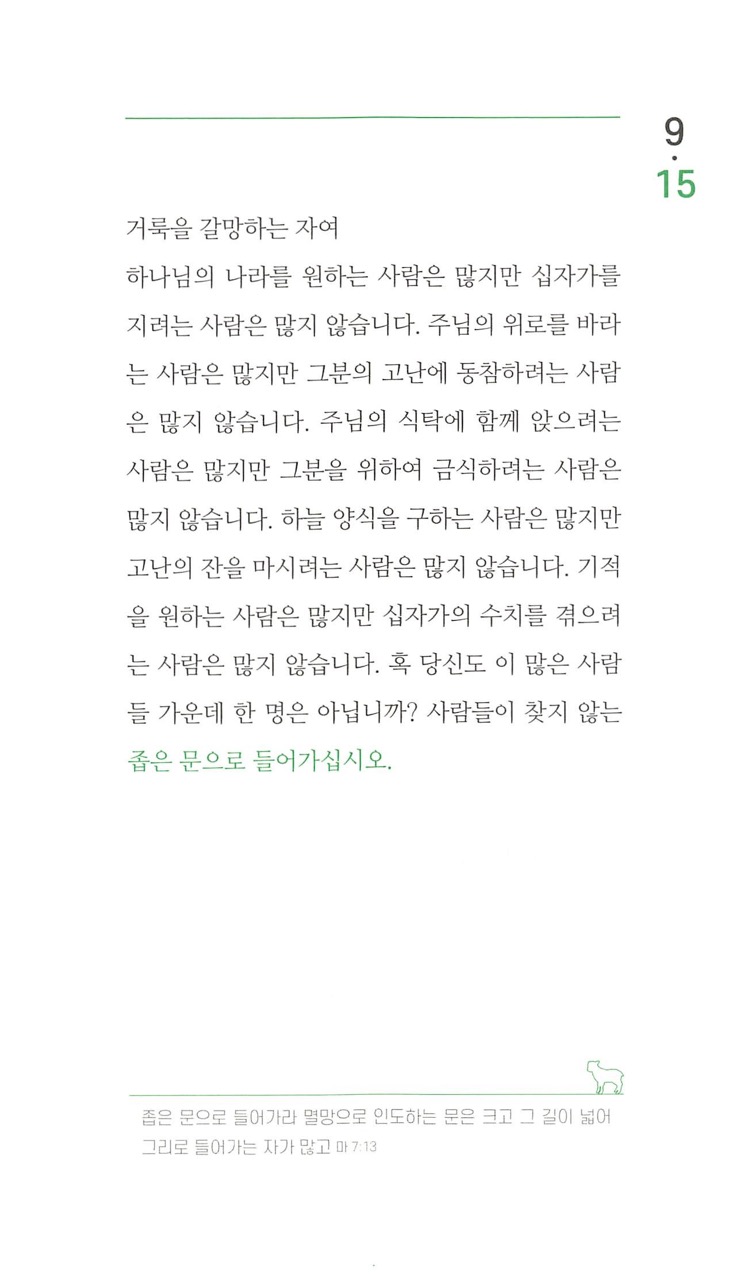 9
·
15
거룩을 갈망하는 자여
하나님의 나라를 원하는 사람은 많지만 십자가를
지려는 사람은 많지 않습니다. 주님의 위로를 바라
는 사람은 많지만 그분의 고난에 동참하려는 사람
은 많지 않습니다. 주님의 식탁에 함께 앉으려는
사람은 많지만 그분을 위하여 금식하려는 사람은
많지 않습니다. 하늘 양식을 구하는 사람은 많지만
고난의 잔을 마시려는 사람은 많지 않습니다. 기적
을 원하는 사람은 많지만 십자가의 수치를 겪으려
는 사람은 많지 않습니다. 혹 당신도 이 많은 사람
들 가운데 한 명은 아닙니까? 사람들이 찾지 않는
좁은 문으로 들어가십시오.
좁은 문으로 들어가라 멸망으로 인도하는 문은 크고 그 길이 넓어
그리로 들어가는 자가 많고 마 7:13